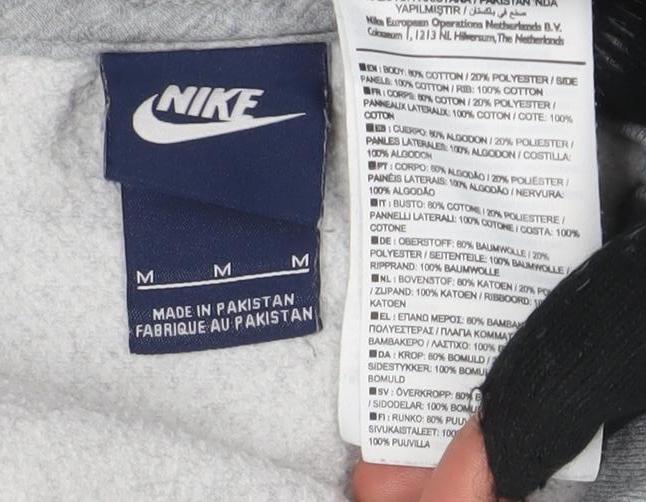 NIKE
M M M
MADE IN PAKISTAN
FABRIQUE AU PAKISTAN
YAPILMIŞTIR / صنع في باكستان
Nike European Operations Netherlands B.V.
Colosseum 1, 1213 NL Hilversum, The Netherlands
■EN: BODY: 80% COTTON / 20% POLYESTER / SIDE
PANELS: 100% COTTON / RIB: 100% COTTON
■FR: CORPS: 80% COTON / 20% POLYESTER /
PANNEAUX LATERAUX: 100% COTON / COTE: 100%
COTON
■ES: CUERPO: 80% ALGODON / 20% POLIESTER /
PANLES LATERALES: 100% ALGODON / COSTILLA:
100% ALGODON
■PT: CORPO: 80% ALGODÃO / 20% POLIÉSTER /
PAINÉIS LATERAIS: 100% ALGODÃO / NERVURA:
100% ALGODÃO
■IT: BUSTO: 80% COTONE / 20% POLIESTERE /
PANNELLI LATERALI: 100% COTONE / COSTA: 100%
COTONE
■DE: OBERSTOFF: 80% BAUMWOLLE / 20%
POLYESTER / SEITENTEILE: 100% BAUMWOLLE /
RIPPRAND: 100% BAUMWOLLE
■NL: BOVENSTOF: 80% KATOEN / 20%
/ ZIJPAND: 100% KATOEN / RIBBOORD:
KATOEN
■EL: ΕΠΑΝΩ ΜΕΡΟΣ: 80%
ΠΟΛΥΕΣΤΕΡΑΣ / ΠΛΑΓΙΑ
ΒΑΜΒΑΚΕΡΟ / ΛΑΣΤΙΧΟ: 100%
■DA: KROP: 80% BOMULD /
SIDESTYKKER: 100%
BOMULD
■SV: ÖVERKROPP: 80%
/ SIDODELAR: 100%
■FI: RUNKO: 80%
SIVUKAISTALEET: 100%
100% PUUVILLA